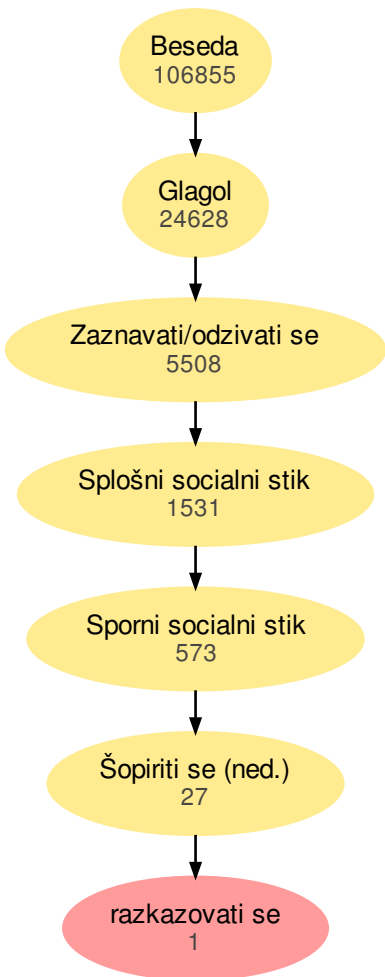 Beseda
106855
Glagol
24628
Zaznavati/odzivati se
5508
Splošni socialni stik
1531
Sporni socialni stik
573
Šopiriti se (ned.)
27
razkazovati se
1